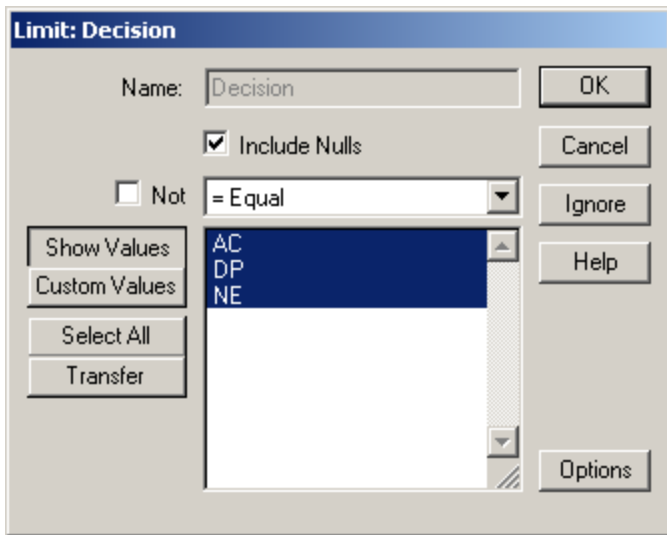 Limit: Decision
Name: Decision OK
Include Nulls Cancel
Not = Equal Ignore
Show Values AC Help
DP
Custom Values NE
Select All
Transfer
Options